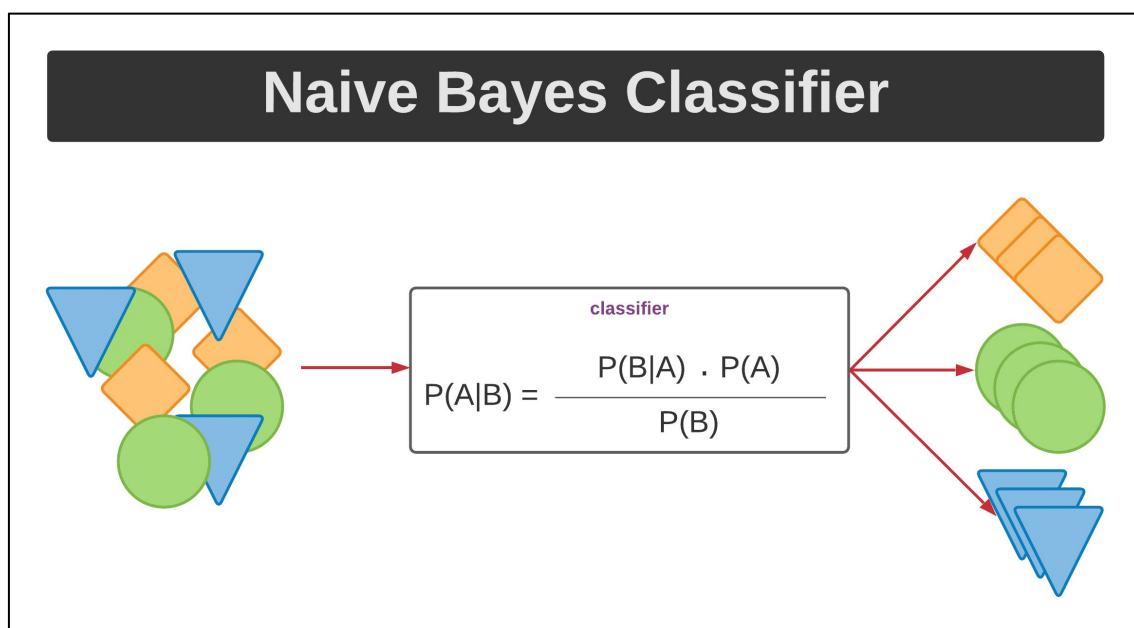 Naive Bayes Classifier
classifier
P(B|A) . P(A)
P(A|B) =
P(B)